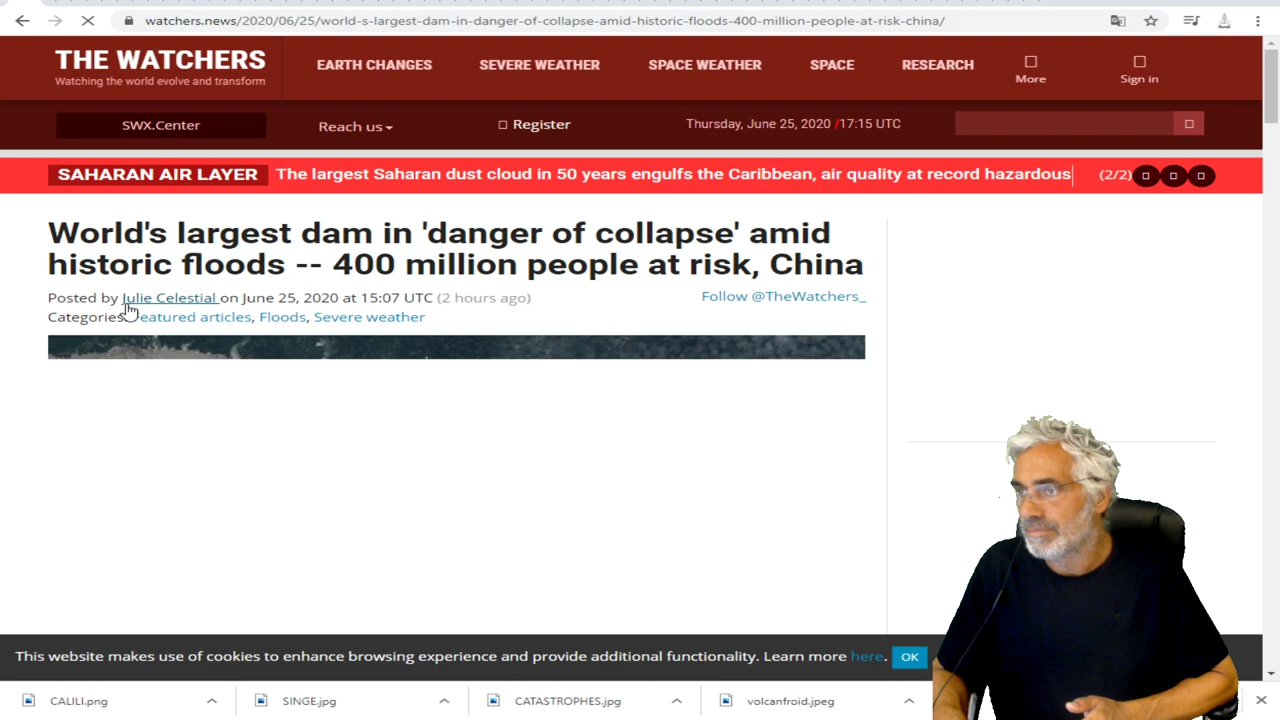 watchers.news/2020/06/25/world-s-largest-dam-in-danger-of-collapse-amid-historic-floods-400-million-people-at-risk-china/
THE WATCHERS
Watching the world evolve and transform
EARTH CHANGES
SEVERE WEATHER
SPACE WEATHER
SPACE
RESEARCH
More
Sign in
SWX.Center
Reach us
Register
Thursday, June 25, 2020 /17:15 UTC
SAHARAN AIR LAYER
The largest Saharan dust cloud in 50 years engulfs the Caribbean, air quality at record hazardous
(2/2)
World's largest dam in 'danger of collapse' amid
historic floods -- 400 million people at risk, China
Posted by Julie Celestial on June 25, 2020 at 15:07 UTC (2 hours ago)
Follow @TheWatchers_
Categories: Featured articles, Floods, Severe weather
This website makes use of cookies to enhance browsing experience and provide additional functionality. Learn more here.
OK
CALILI.png
SINGE.jpg
CATASTROPHES.jpg
volcanfroid.jpeg